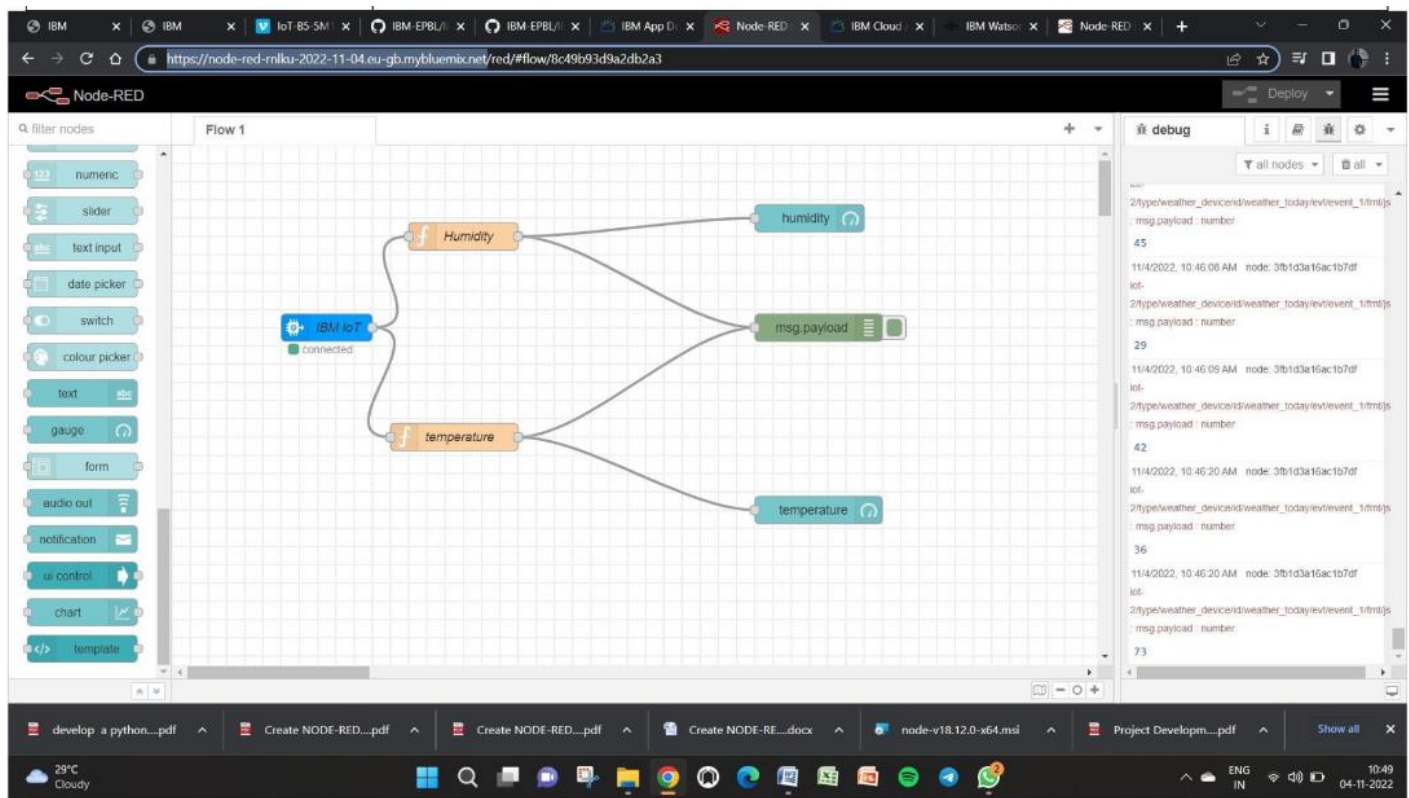 IBM
IBM
IoT-B5-5M1
IBM-EPBL/
IBM-EPBL/
IBM App D
Node-RED
IBM Cloud
IBM Watson
Node-RED
https://node-red-rnlku-2022-11-04.eu-gb.mybluemix.net/red/#flow/8c49b93d9a2db2a3
Node-RED
Deploy
filter nodes
Flow 1
debug
all nodes
all
numeric
slider
text input
date picker
switch
colour picker
text
gauge
form
audio out
notification
ui control
chart
template
Humidity
humidity
IBM IoT
connected
msg.payload
temperature
temperature
2/type/weather_device/id/weather_today/evt/event_1/fmt/js
: msg.payload : number
45
11/4/2022, 10:46:08 AM node: 3fb1d3a16ac1b7df
iot-
2/type/weather_device/id/weather_today/evt/event_1/fmt/js
: msg.payload : number
29
11/4/2022, 10:46:09 AM node: 3fb1d3a16ac1b7df
iot-
2/type/weather_device/id/weather_today/evt/event_1/fmt/js
: msg.payload : number
42
11/4/2022, 10:46:20 AM node: 3fb1d3a16ac1b7df
iot-
2/type/weather_device/id/weather_today/evt/event_1/fmt/js
: msg.payload : number
36
11/4/2022, 10:46:20 AM node: 3fb1d3a16ac1b7df
iot-
2/type/weather_device/id/weather_today/evt/event_1/fmt/js
: msg.payload : number
73
develop a python....pdf
Create NODE-RED....pdf
Create NODE-RED....pdf
Create NODE-RE....docx
node-v18.12.0-x64.msi
Project Developm....pdf
Show all
29°C
Cloudy
2
ENG
IN
10:49
04-11-2022